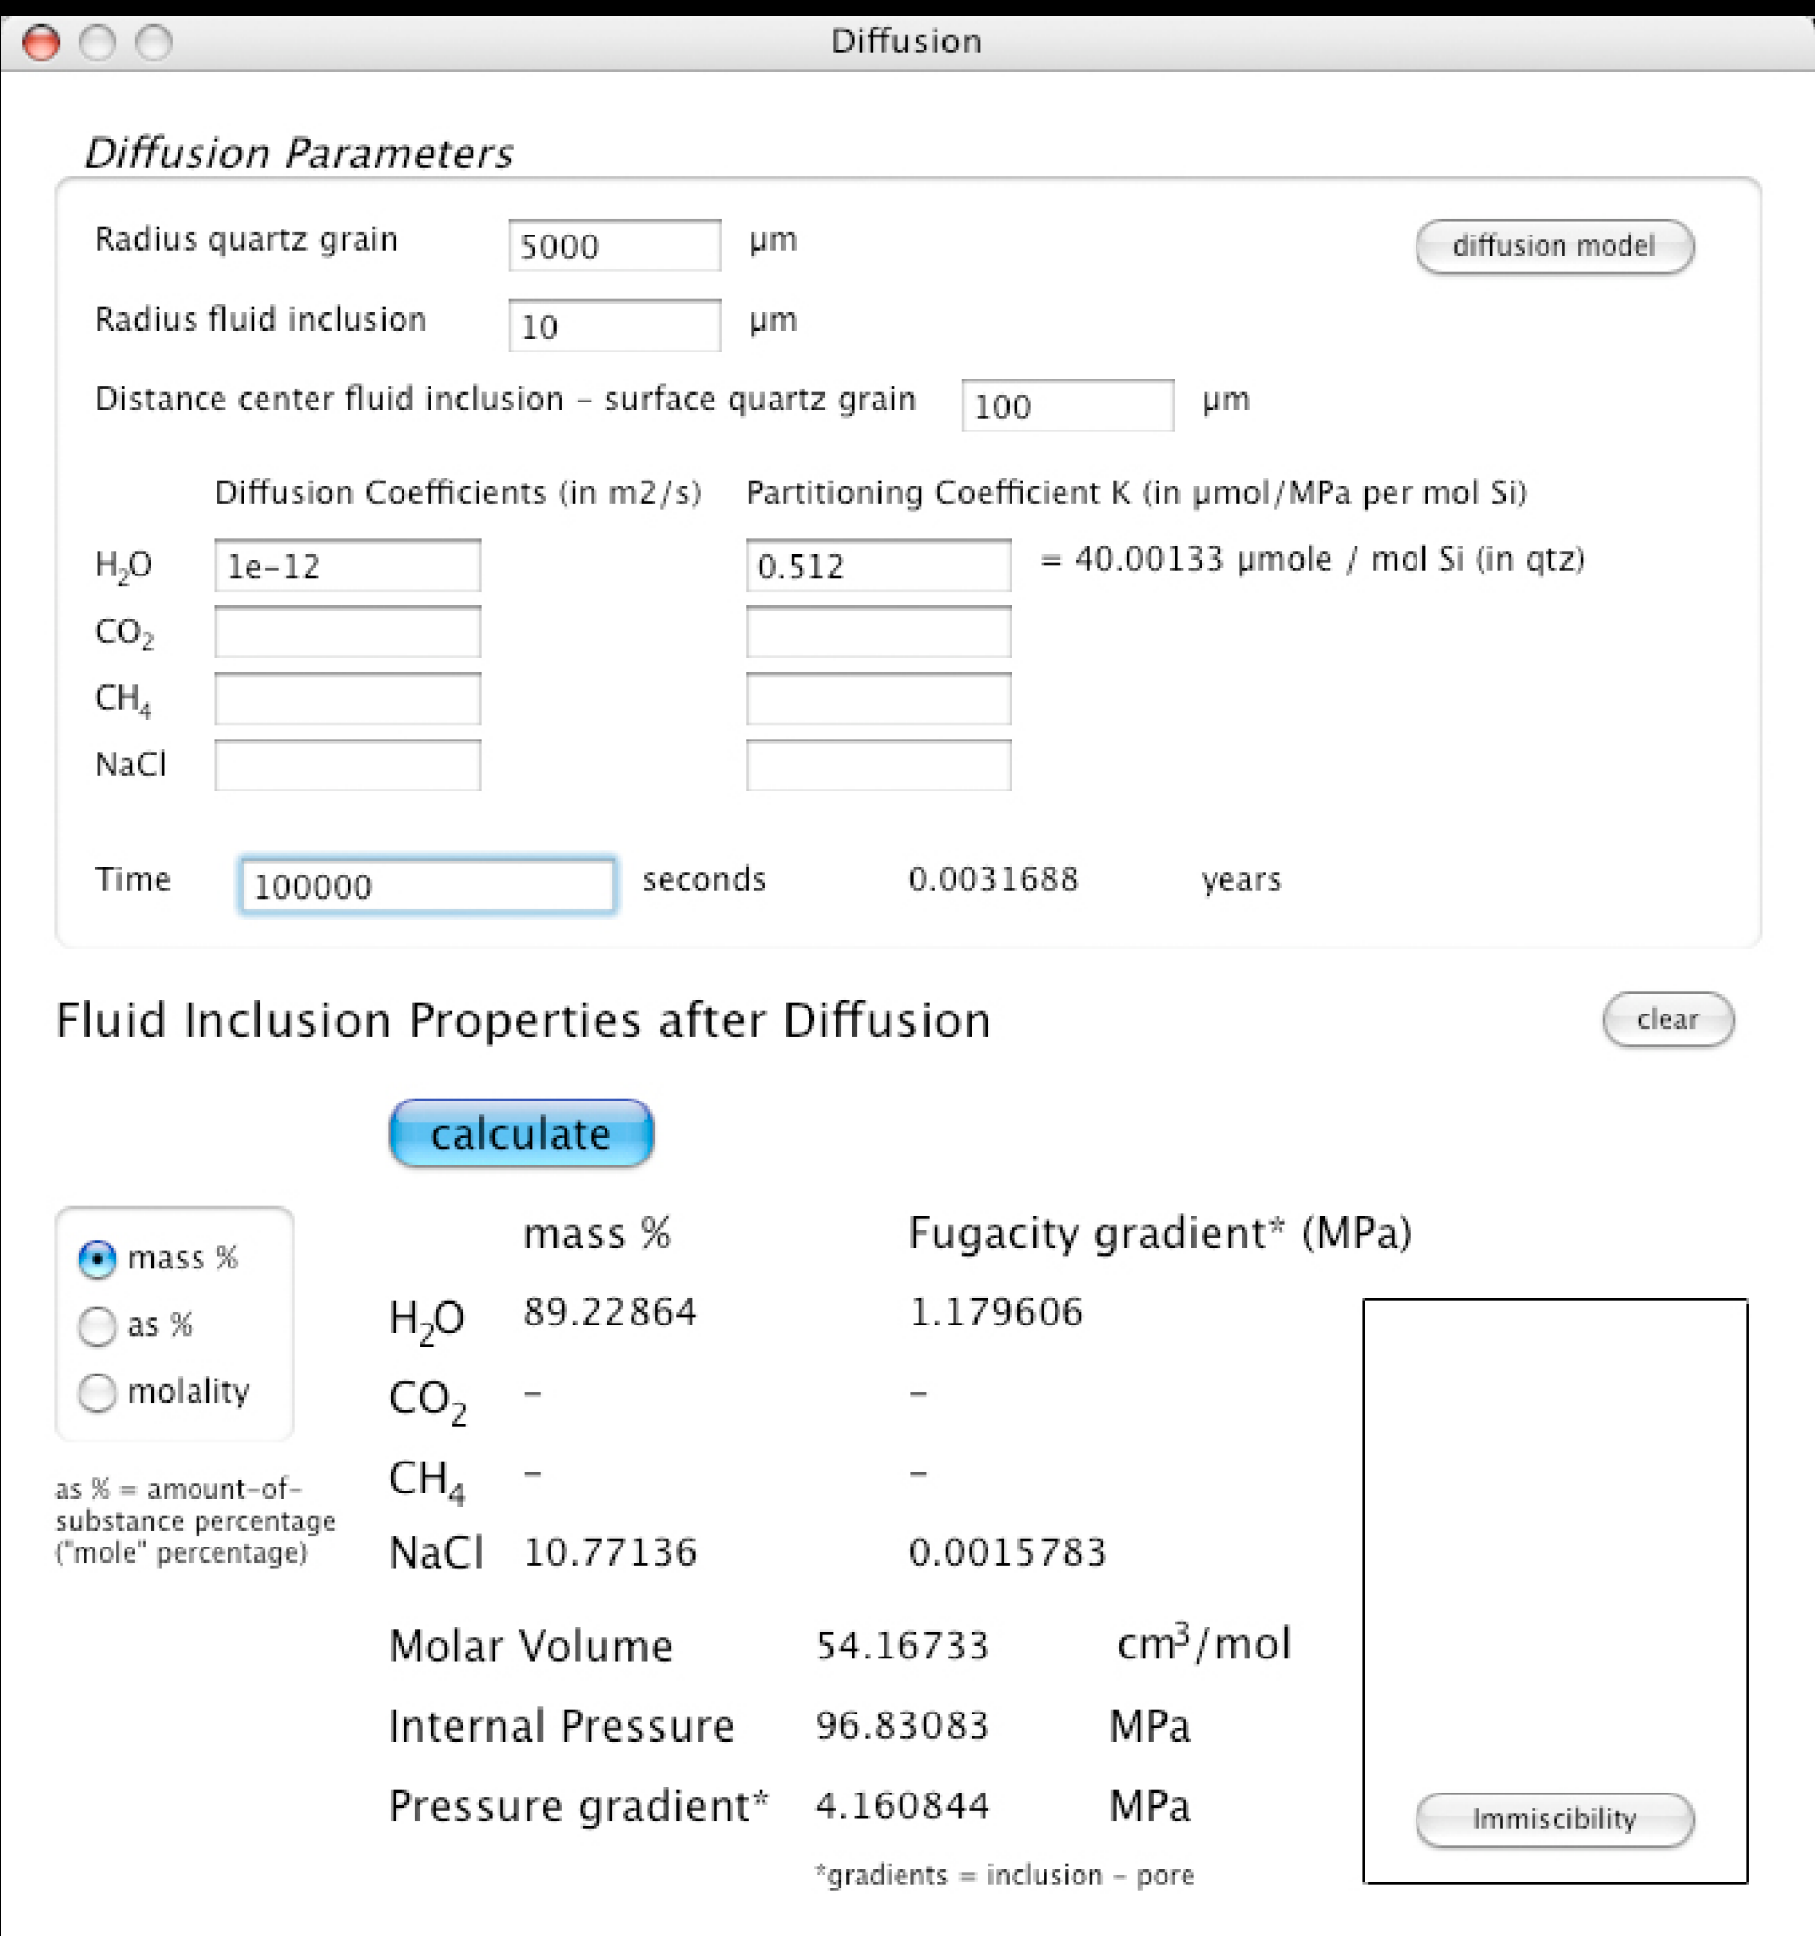 Diffusion
Diffusion Parameters
Radius quartz grain 5000 µm diffusion model
Radius fluid inclusion 10 µm
Distance center fluid inclusion – surface quartz grain 100 µm
Diffusion Coefficients (in m2/s) Partitioning Coefficient K (in µmol/MPa per mol Si)
H₂O 1e-12 0.512 = 40.00133 µmole / mol Si (in qtz)
CO₂
CH₄
NaCl
Time 100000 seconds 0.0031688 years
Fluid Inclusion Properties after Diffusion clear
calculate
mass % Fugacity gradient* (MPa)
mass %
as %
molality
as % = amount-of-
substance percentage
("mole" percentage)
H₂O 89.22864 1.179606
CO₂ – –
CH₄ – –
NaCl 10.77136 0.0015783
Molar Volume 54.16733 cm³/mol
Internal Pressure 96.83083 MPa
Pressure gradient* 4.160844 MPa
Immiscibility
*gradients = inclusion – pore